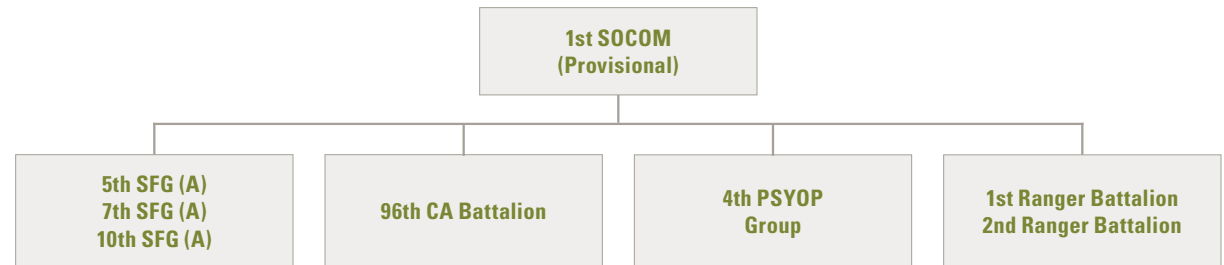 1st SOCOM
(Provisional)
5th SFG (A)
7th SFG (A)
10th SFG (A)
96th CA Battalion
4th PSYOP
Group
1st Ranger Battalion
2nd Ranger Battalion